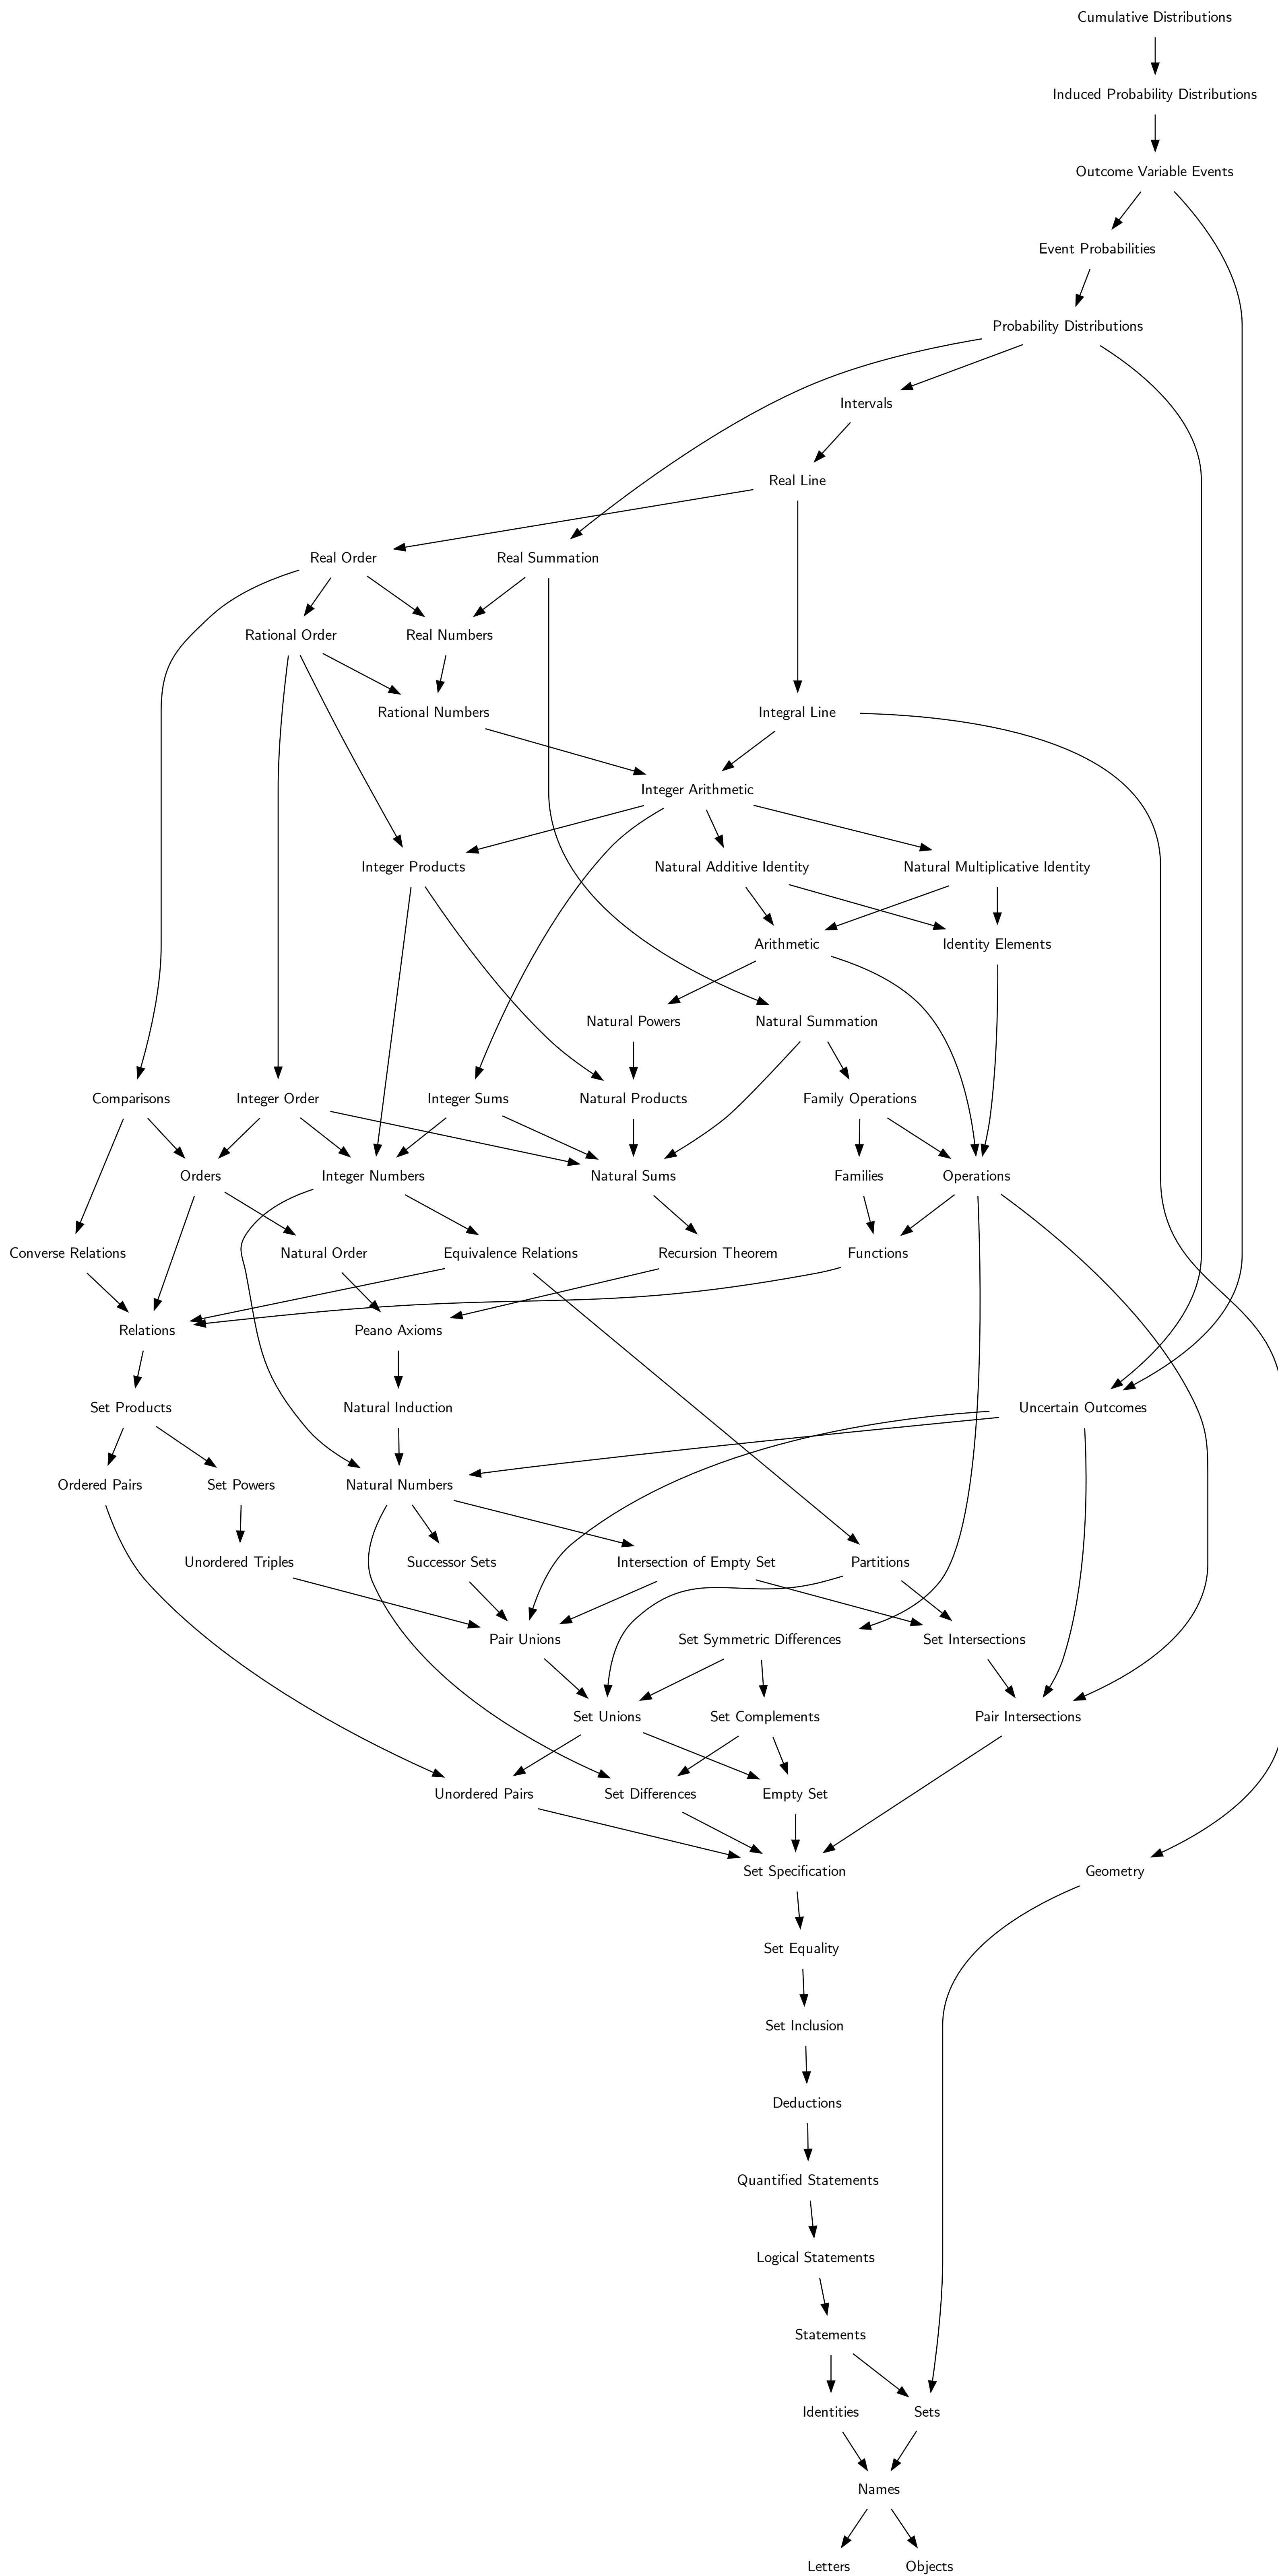 Cumulative Distributions
Induced Probability Distributions
Outcome Variable Events
Event Probabilities
Probability Distributions
Intervals
Real Line
Real Order
Real Summation
Rational Order
Real Numbers
Rational Numbers
Integral Line
Integer Arithmetic
Integer Products
Natural Additive Identity
Natural Multiplicative Identity
Arithmetic
Identity Elements
Natural Powers
Natural Summation
Comparisons
Integer Order
Integer Sums
Natural Products
Family Operations
Orders
Integer Numbers
Natural Sums
Families
Operations
Converse Relations
Natural Order
Equivalence Relations
Recursion Theorem
Functions
Relations
Peano Axioms
Set Products
Natural Induction
Uncertain Outcomes
Ordered Pairs
Set Powers
Natural Numbers
Unordered Triples
Successor Sets
Intersection of Empty Set
Partitions
Pair Unions
Set Symmetric Differences
Set Intersections
Set Unions
Set Complements
Pair Intersections
Unordered Pairs
Set Differences
Empty Set
Set Specification
Geometry
Set Equality
Set Inclusion
Deductions
Quantified Statements
Logical Statements
Statements
Identities
Sets
Names
Letters
Objects